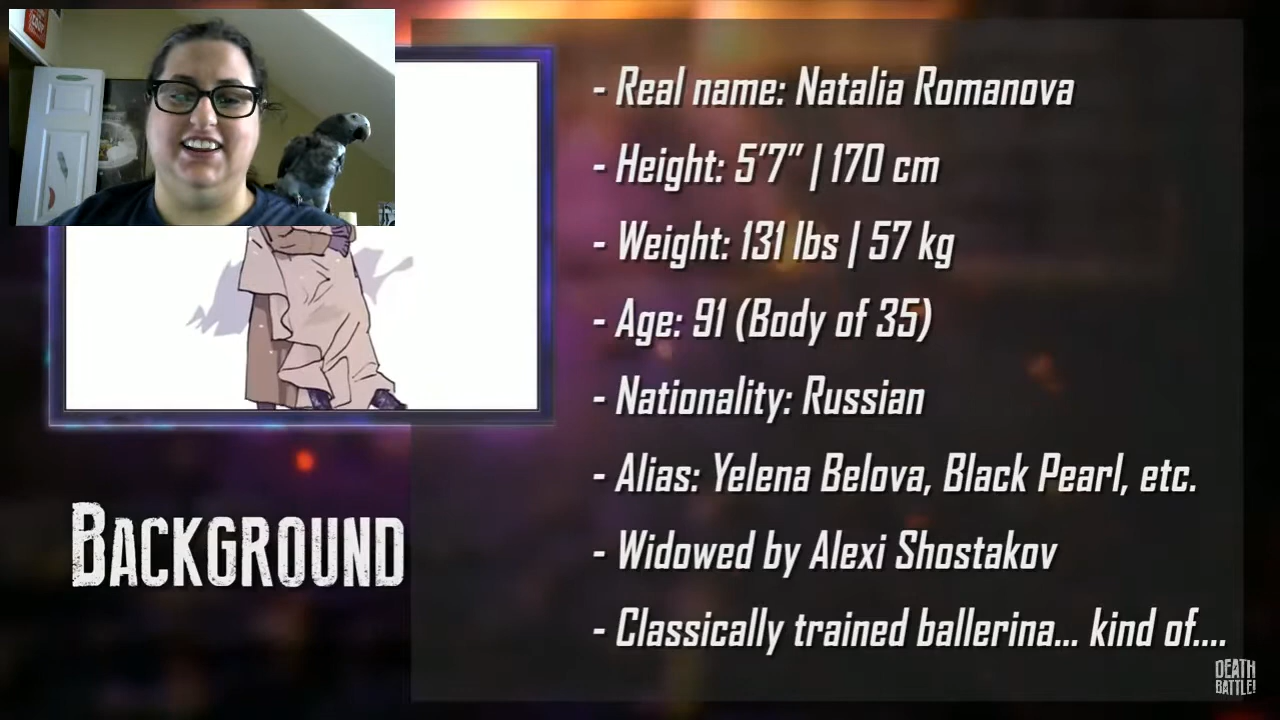 - Real name: Natalia Romanova
- Height: 5'7" | 170 cm
- Weight: 131 lbs | 57 kg
- Age: 91 (Body of 35)
- Nationality: Russian
- Alias: Yelena Belova, Black Pearl, etc.
- Widowed by Alexi Shostakov
- Classically trained ballerina... kind of....
BACKGROUND
DEATH
BATTLE!